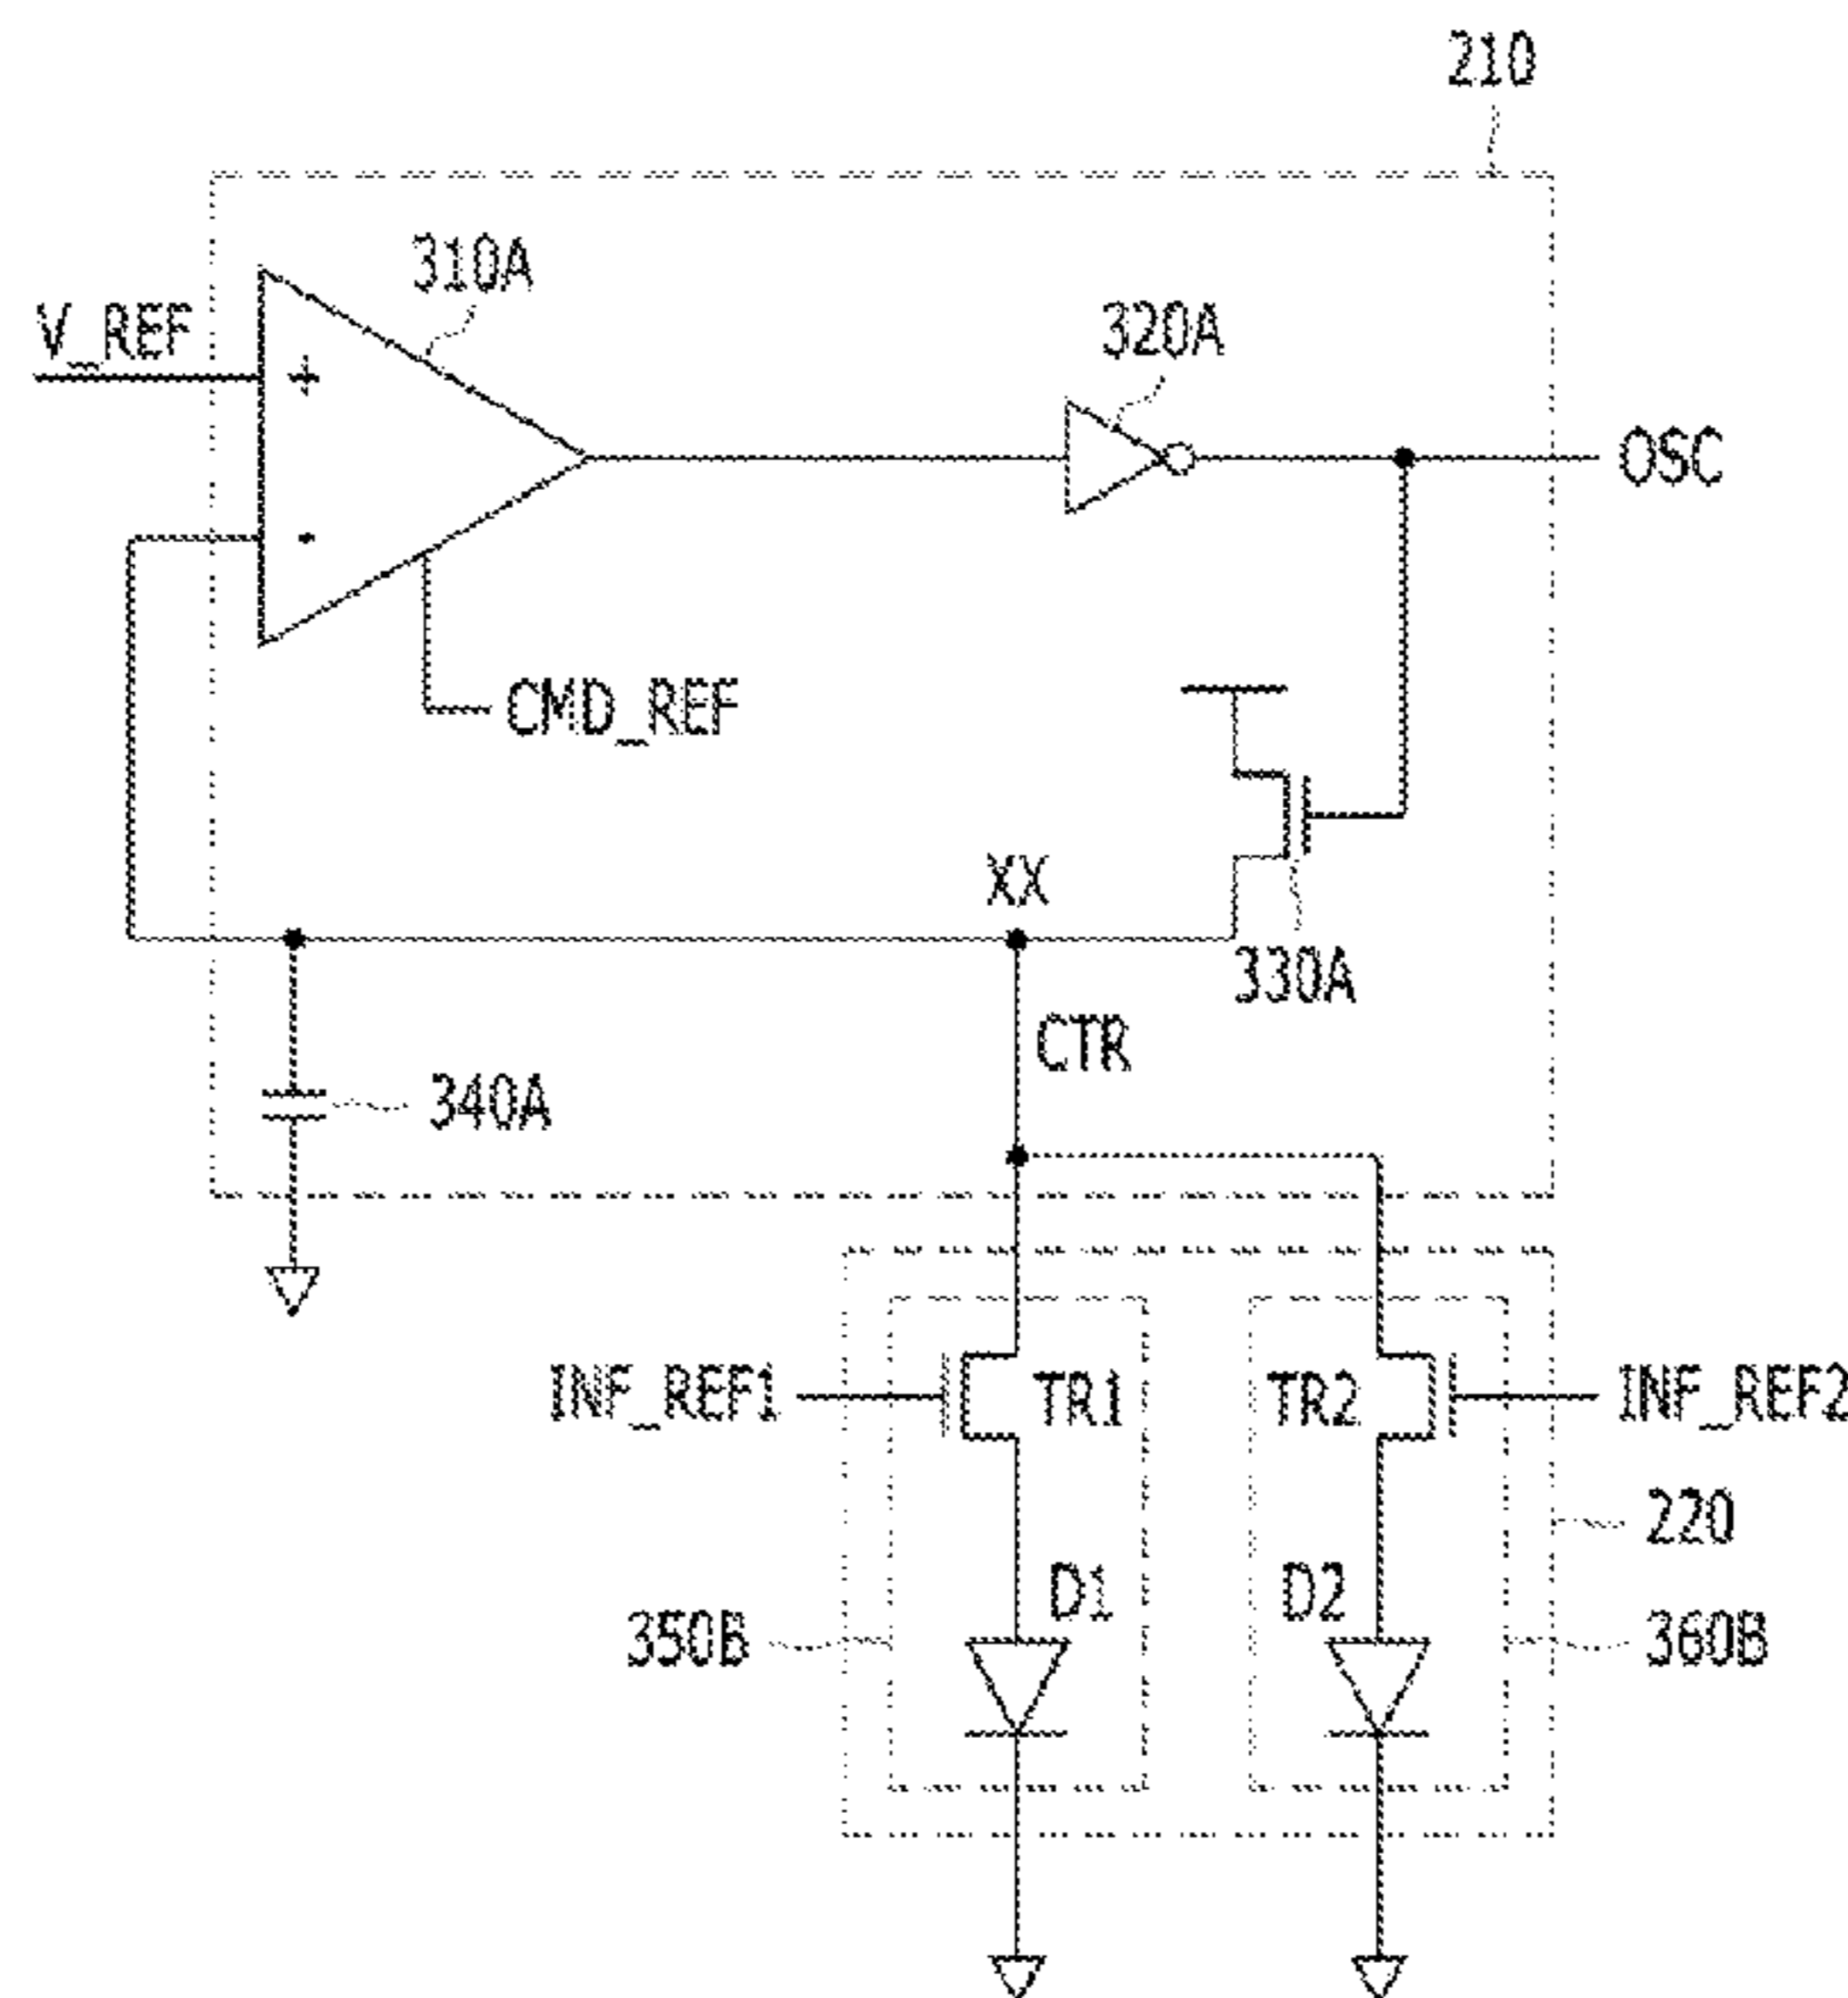 210
310A
V_REF
320A
+
OSC
-
CMD_REF
XX
330A
CTR
340A
INF_REF1
TR1
TR2
INF_REF2
220
D1
D2
350B
360B